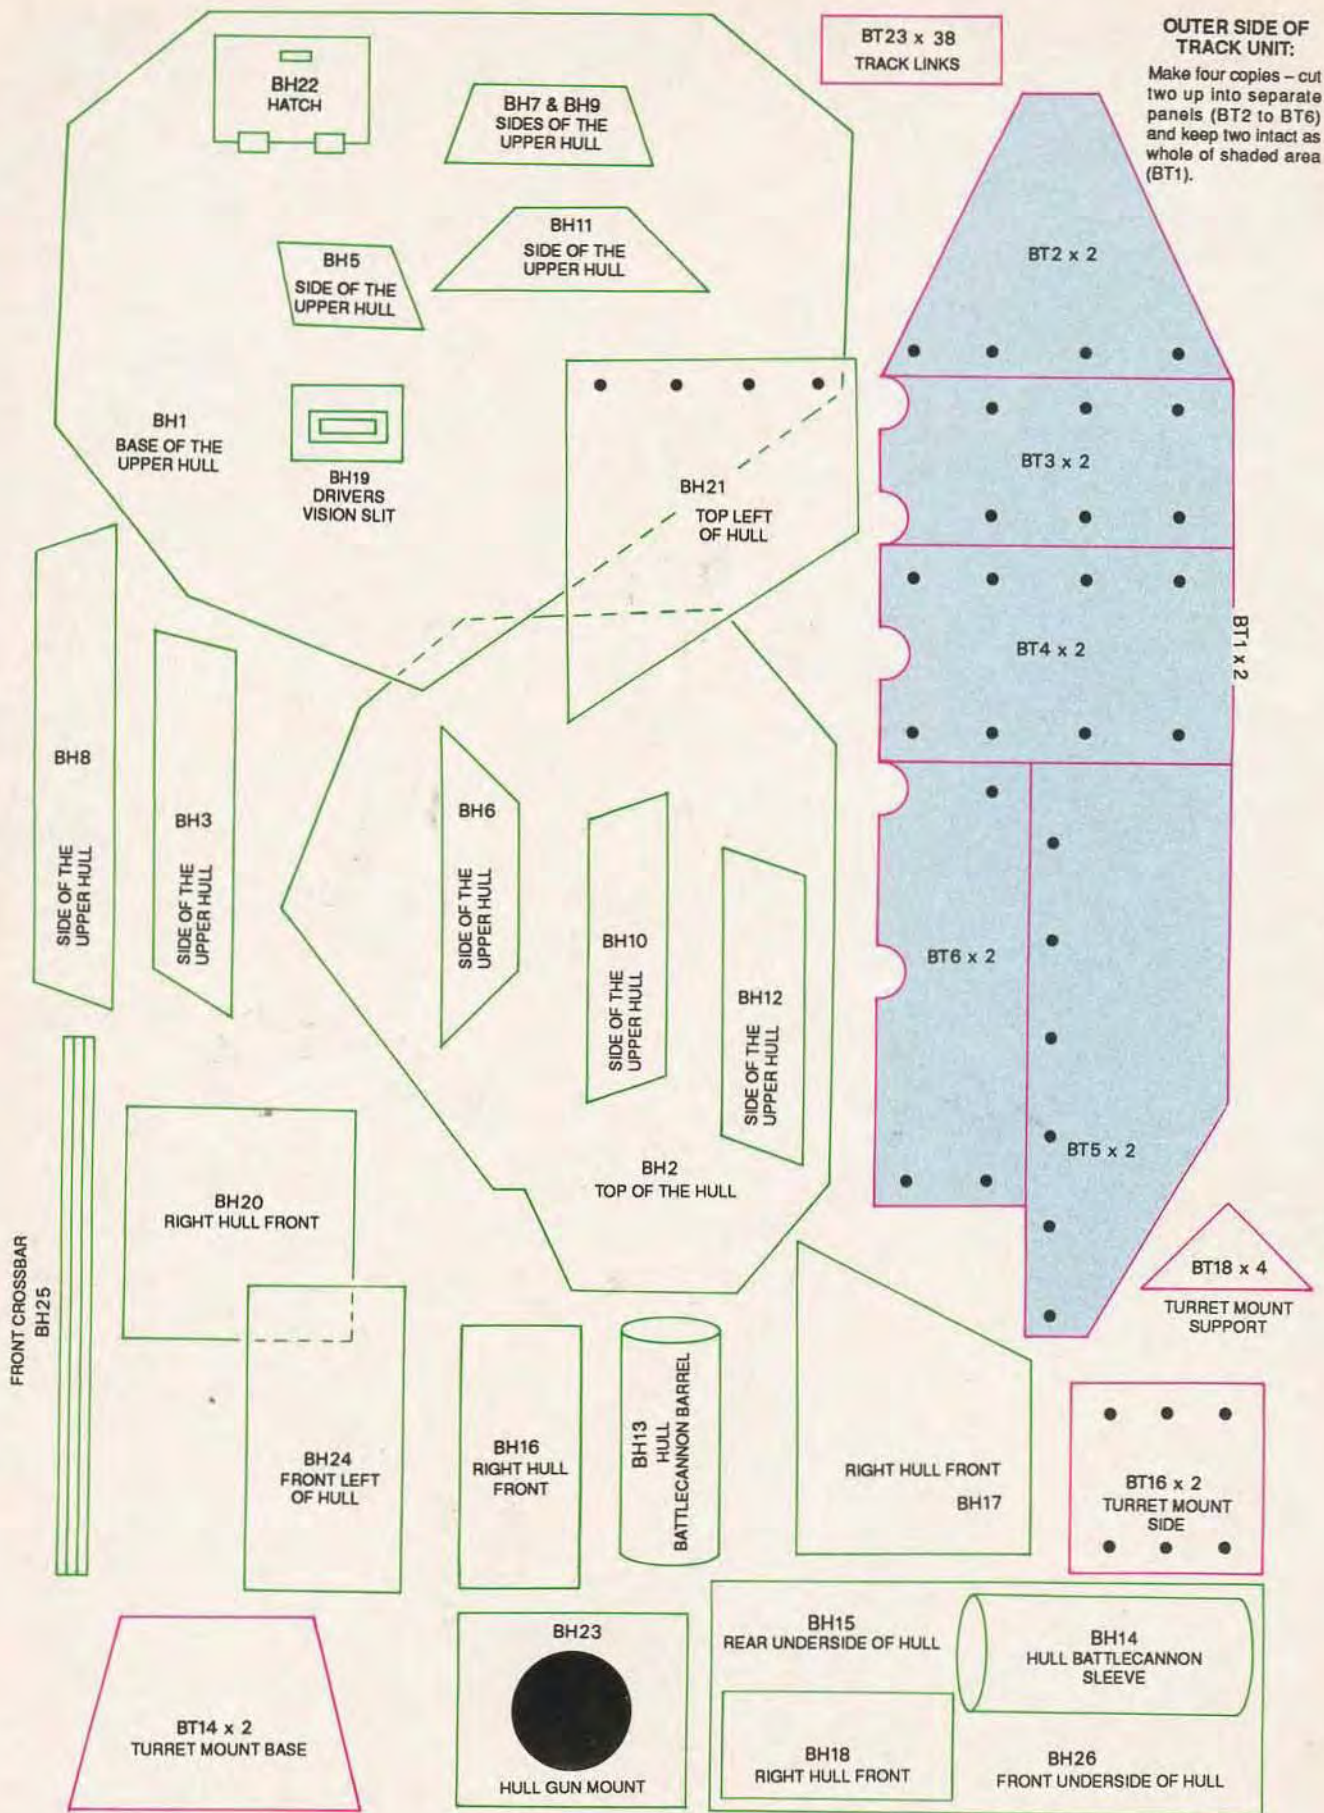 BT23 x 38
TRACK LINKS
OUTER SIDE OF
TRACK UNIT:
Make four copies – cut
two up into separate
panels (BT2 to BT6)
and keep two intact as
whole of shaded area
(BT1).
BH22
HATCH
BH7 & BH9
SIDES OF THE
UPPER HULL
BH11
SIDE OF THE
UPPER HULL
BH5
SIDE OF THE
UPPER HULL
BT2 x 2
BH1
BASE OF THE
UPPER HULL
BH19
DRIVERS
VISION SLIT
BH21
TOP LEFT
OF HULL
BT3 x 2
BT4 x 2
BT1 x 2
BH8
SIDE OF THE
UPPER HULL
BH3
SIDE OF THE
UPPER HULL
BH6
SIDE OF THE
UPPER HULL
BH10
SIDE OF THE
UPPER HULL
BH12
SIDE OF THE
UPPER HULL
BT6 x 2
BT5 x 2
BH2
TOP OF THE HULL
BH20
RIGHT HULL FRONT
FRONT CROSSBAR
BH25
BT18 x 4
TURRET MOUNT
SUPPORT
BH24
FRONT LEFT
OF HULL
BH16
RIGHT HULL
FRONT
BH13
HULL
BATTLECANNON BARREL
RIGHT HULL FRONT
BH17
BT16 x 2
TURRET MOUNT
SIDE
BT14 x 2
TURRET MOUNT BASE
BH23
HULL GUN MOUNT
BH15
REAR UNDERSIDE OF HULL
BH14
HULL BATTLECANNON
SLEEVE
BH18
RIGHT HULL FRONT
BH26
FRONT UNDERSIDE OF HULL